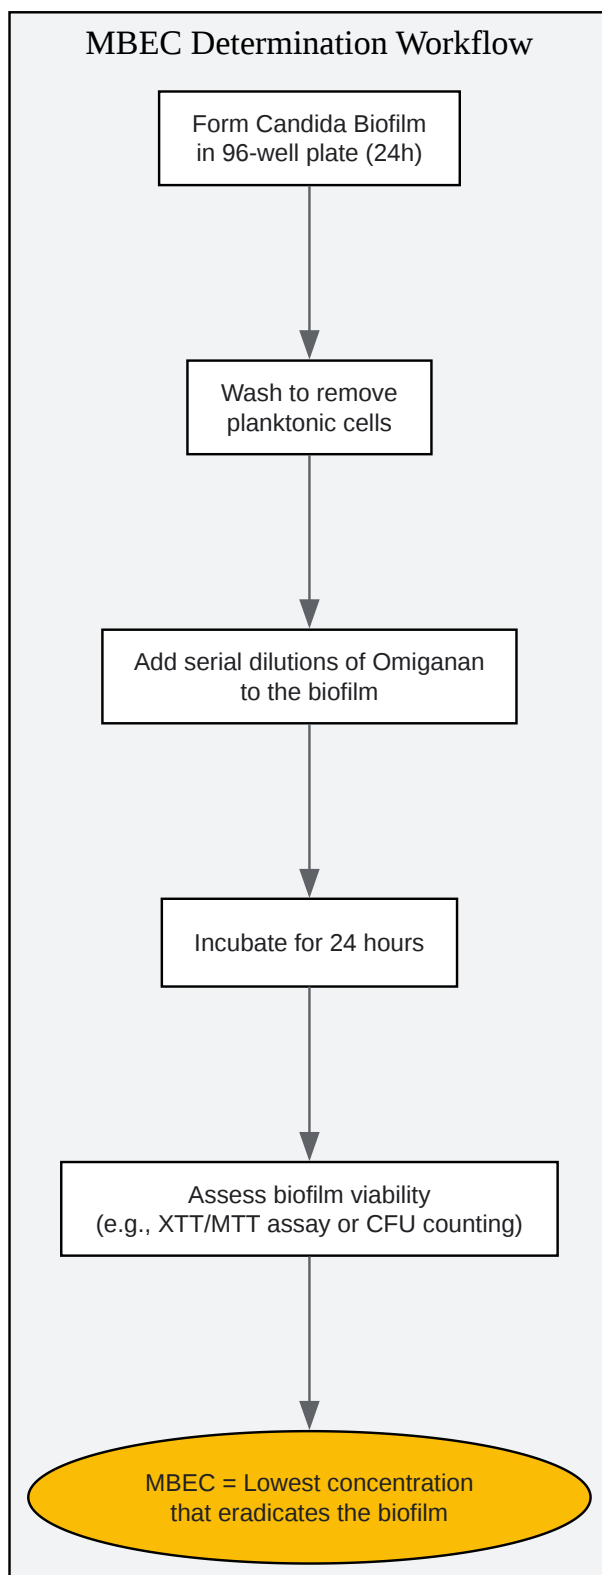 MBEC Determination Workflow
Form Candida Biofilm
in 96-well plate (24h)
Wash to remove
planktonic cells
Add serial dilutions of Omiganan
to the biofilm
Incubate for 24 hours
Assess biofilm viability
(e.g., XTT/MTT assay or CFU counting)
MBEC = Lowest concentration
that eradicates the biofilm